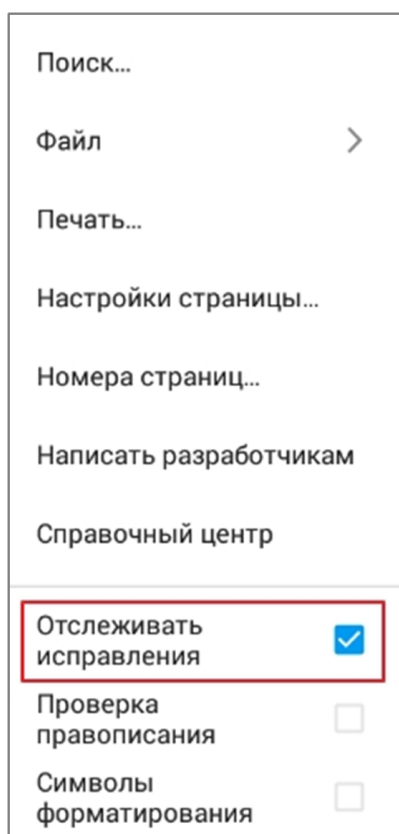 Поиск...
Файл
Печать...
Настройки страницы...
Номера страниц...
Написать разработчикам
Справочный центр
Отслеживать
исправления
Проверка
правописания
Символы
форматирования